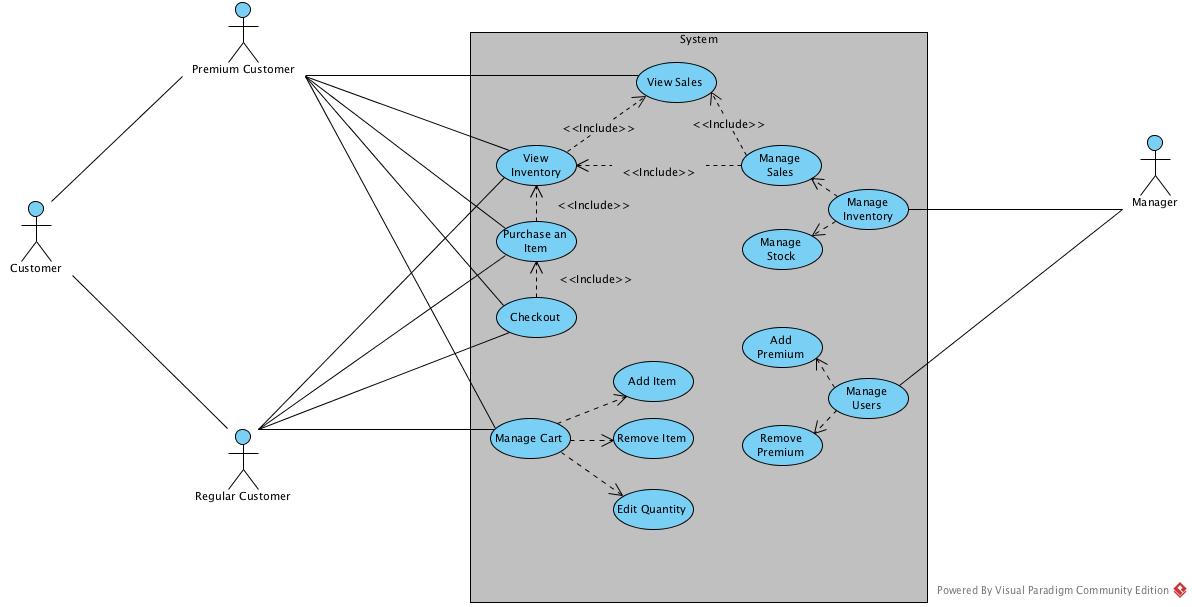 System
Premium Customer
View Sales
<<Include>>
<<Include>>
View
Inventory
<<Include>>
Manage
Sales
Manage
Inventory
Manager
<<Include>>
Purchase an
Item
Manage
Stock
Customer
<<Include>>
Checkout
Add
Premium
Add Item
Manage
Users
Manage Cart
Remove Item
Remove
Premium
Regular Customer
Edit Quantity
Powered By Visual Paradigm Community Edition